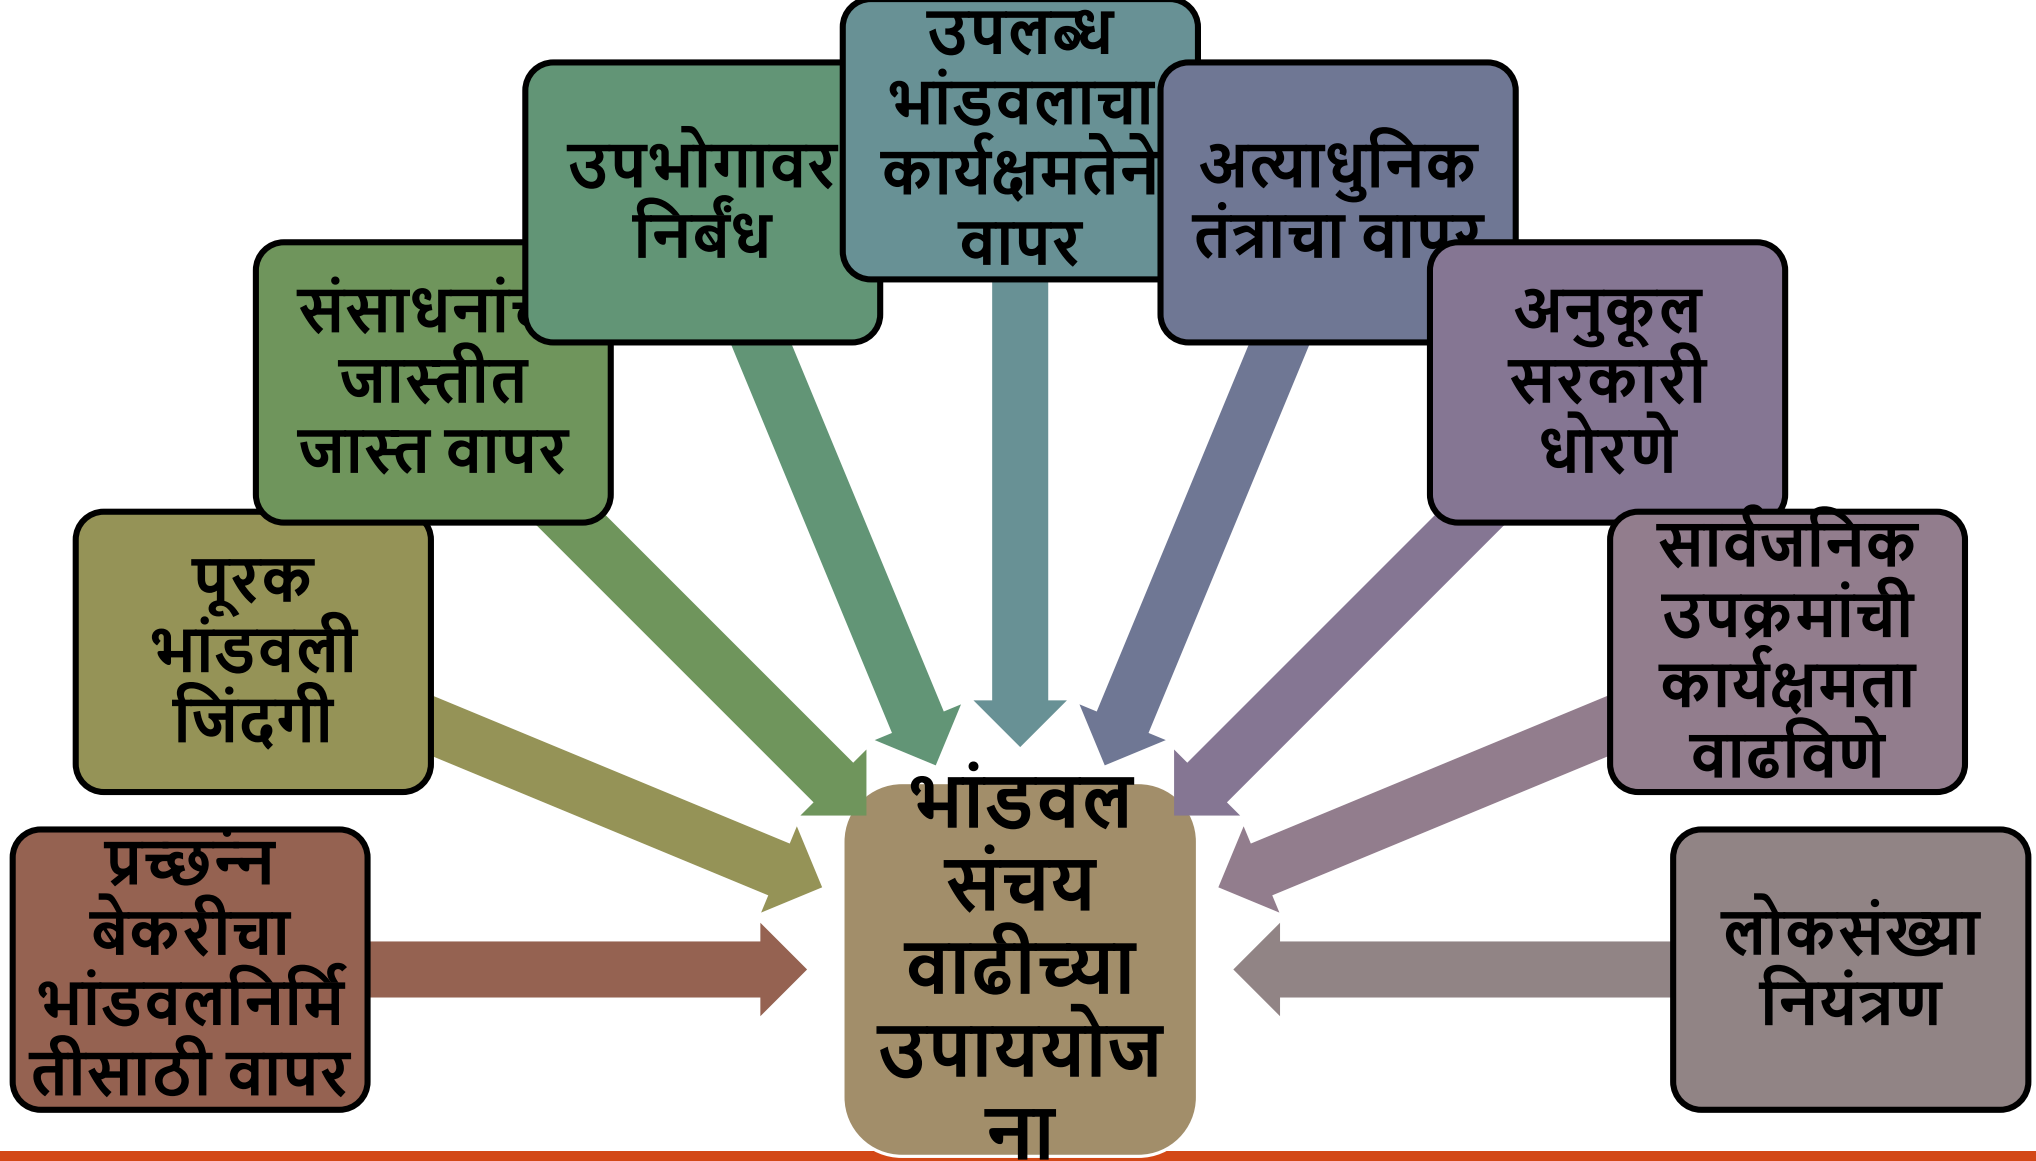 प्रच्छन्न
बेकरीचा
भांडवलनिर्मि
तीसाठी वापर
पूरक
भांडवली
जिंदगी
जास्तीत
जास्त वापर
उपभोगावर
निर्बंध
उपलब्ध
भांडवलाचा
कार्यक्षमतेने
वापर
अत्याधुनिक
तंत्राचा वापर
अनुकूल
सरकारी
धोरणे
सार्वजनिक
उपक्रमांची
कार्यक्षमता
वाढविणे
लोकसंख्या
नियंत्रण
भांडवल
संचय
वाढीच्या
उपाययोज
ना